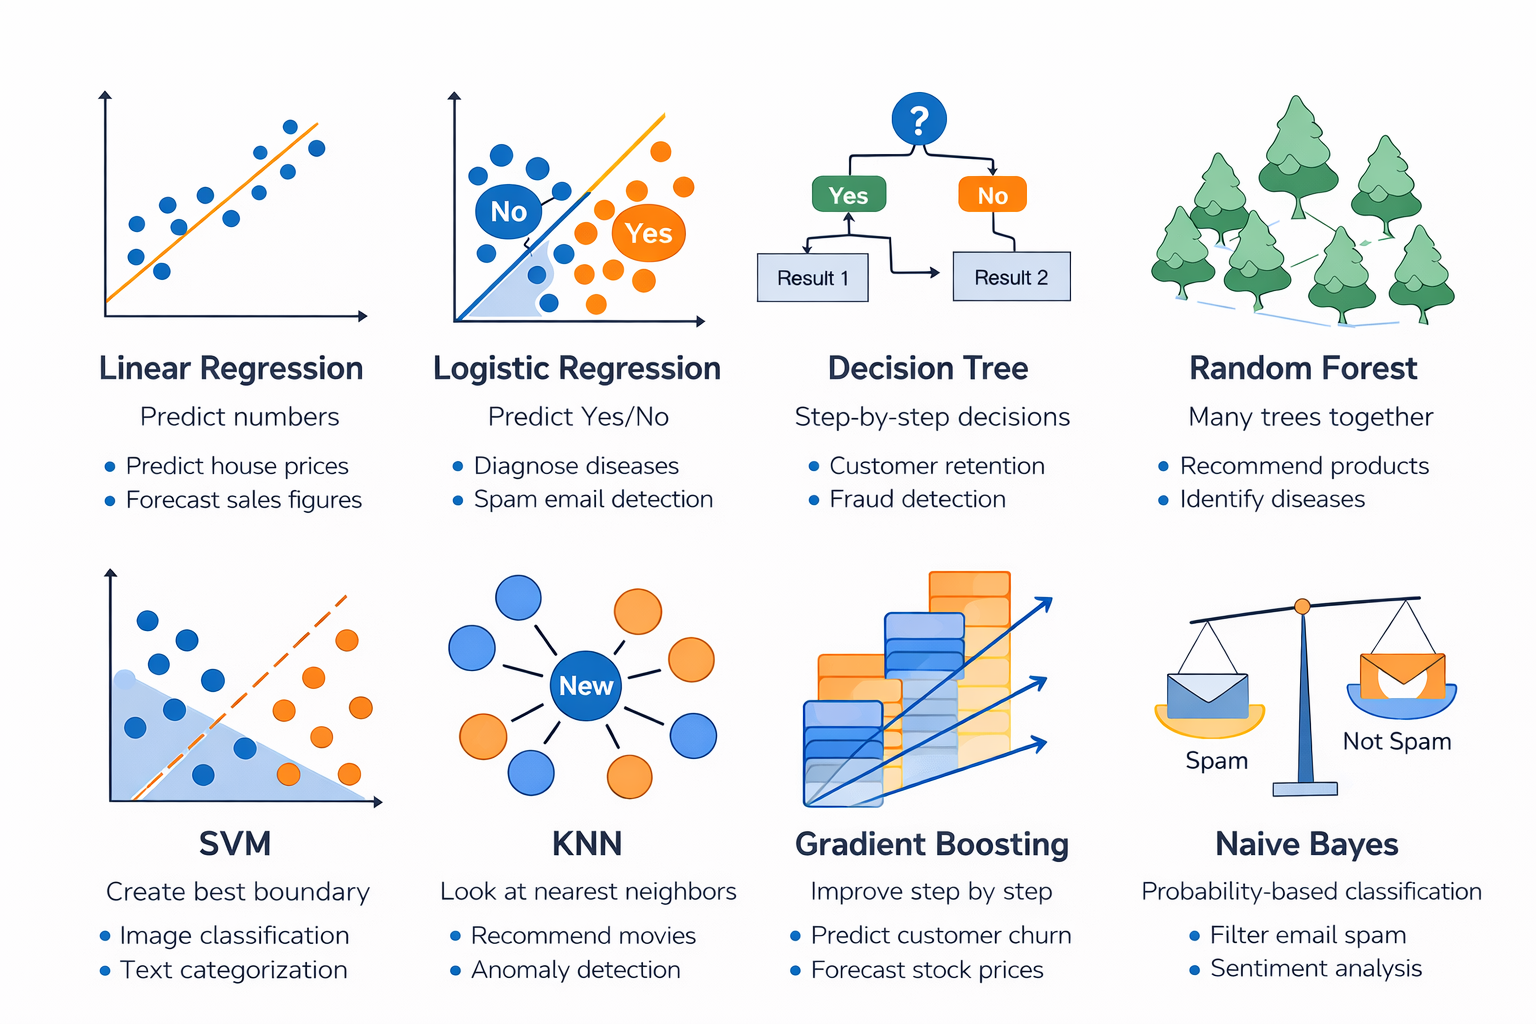 No
Yes
?
Yes
No
Result 1
Result 2
Linear Regression
Predict numbers
• Predict house prices
• Forecast sales figures
Logistic Regression
Predict Yes/No
• Diagnose diseases
• Spam email detection
Decision Tree
Step-by-step decisions
• Customer retention
• Fraud detection
Random Forest
Many trees together
• Recommend products
• Identify diseases
New
Spam
Not Spam
SVM
Create best boundary
• Image classification
• Text categorization
KNN
Look at nearest neighbors
• Recommend movies
• Anomaly detection
Gradient Boosting
Improve step by step
• Predict customer churn
• Forecast stock prices
Naive Bayes
Probability-based classification
• Filter email spam
• Sentiment analysis